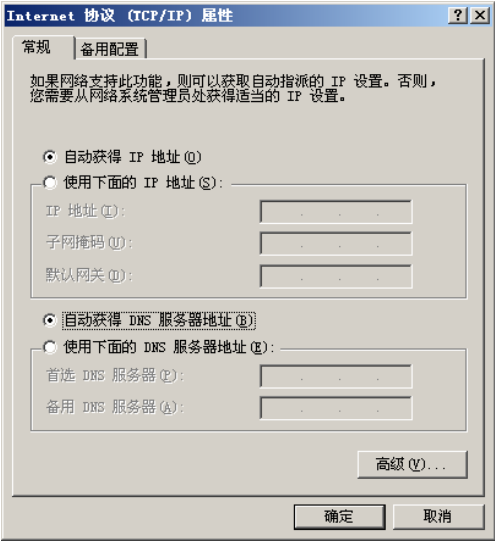 Internet 协议 (TCP/IP) 属性
常规 备用配置
如果网络支持此功能，则可以获取自动指派的 IP 设置。否则，
您需要从网络系统管理员处获得适当的 IP 设置。
自动获得 IP 地址(O)
使用下面的 IP 地址(S):
IP 地址(I):
子网掩码(U):
默认网关(D):
自动获得 DNS 服务器地址(B)
使用下面的 DNS 服务器地址(E):
首选 DNS 服务器(P):
备用 DNS 服务器(A):
高级(V)...
确定 取消